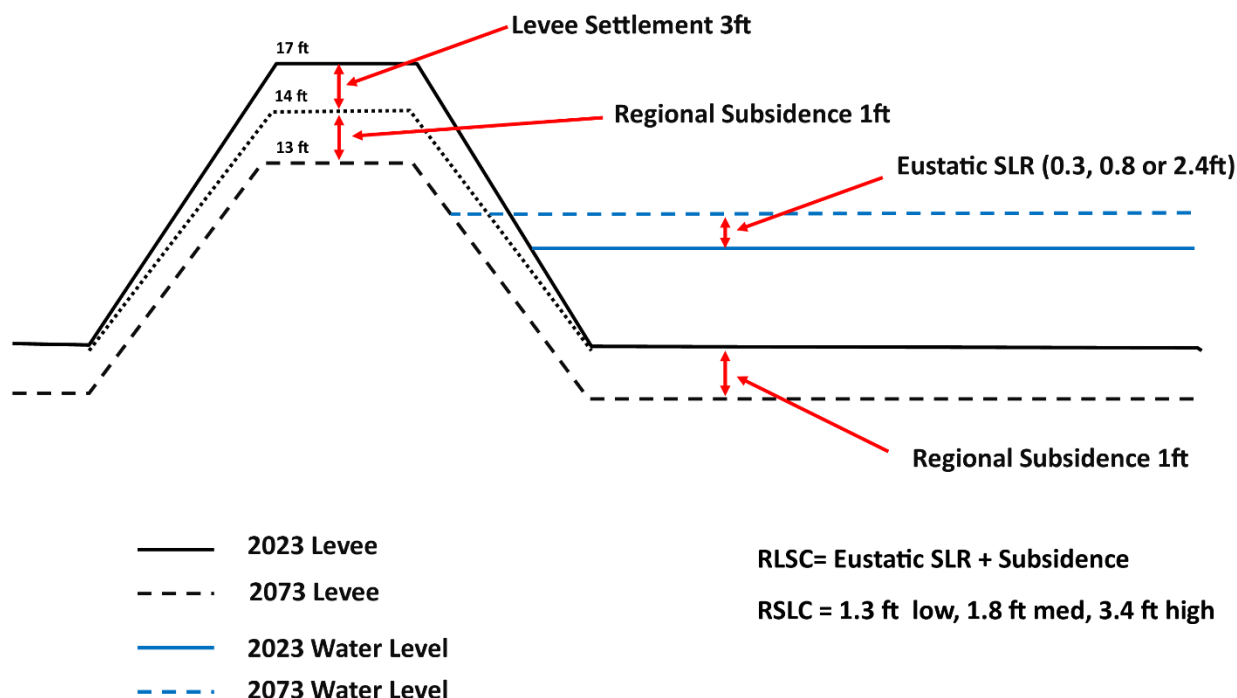 Levee Settlement 3ft
17 ft
14 ft
Regional Subsidence 1ft
13 ft
Eustatic SLR (0.3, 0.8 or 2.4ft)
Regional Subsidence 1ft
2023 Levee
2073 Levee
2023 Water Level
2073 Water Level
RLSC= Eustatic SLR + Subsidence
RSLC = 1.3 ft low, 1.8 ft med, 3.4 ft high